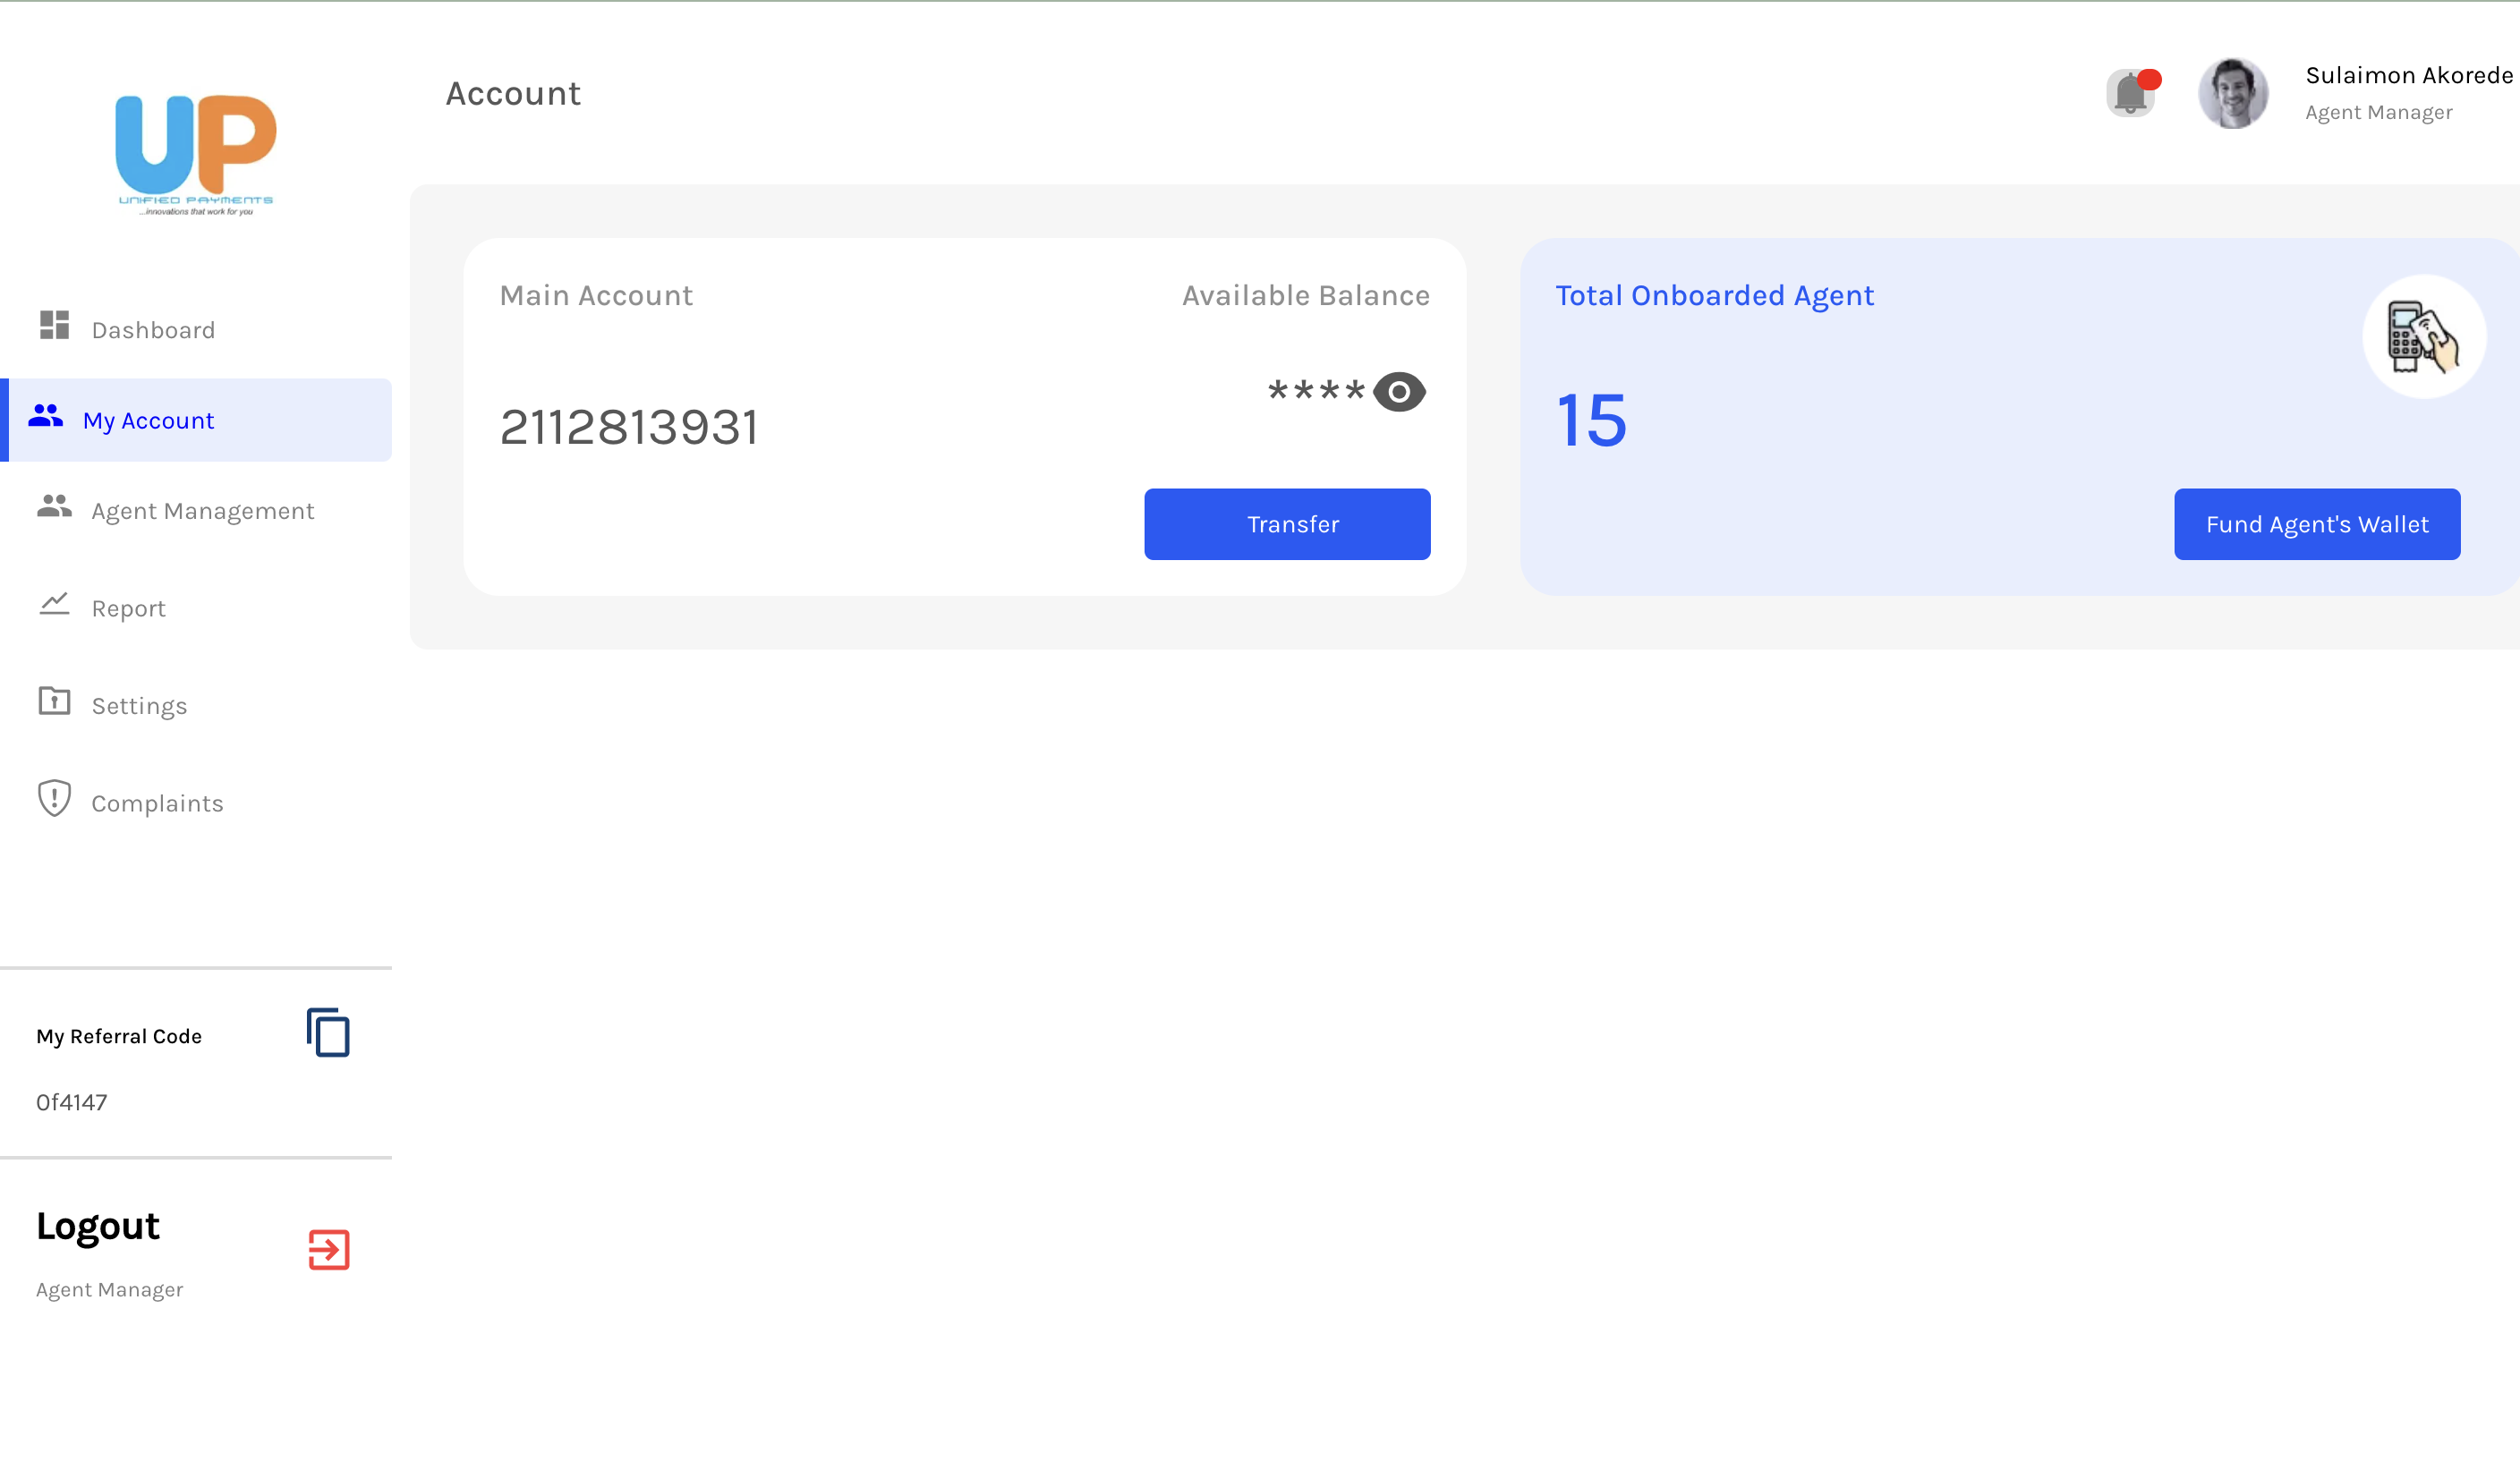 UP
UNIFIED PAYMENTS
...innovations that work for you
Dashboard
My Account
Agent Management
Report
Settings
Complaints
My Referral Code
0f4147
Logout
Agent Manager
Account
Sulaimon Akorede
Agent Manager
Main Account
Available Balance
****
2112813931
Transfer
Total Onboarded Agent
15
Fund Agent's Wallet